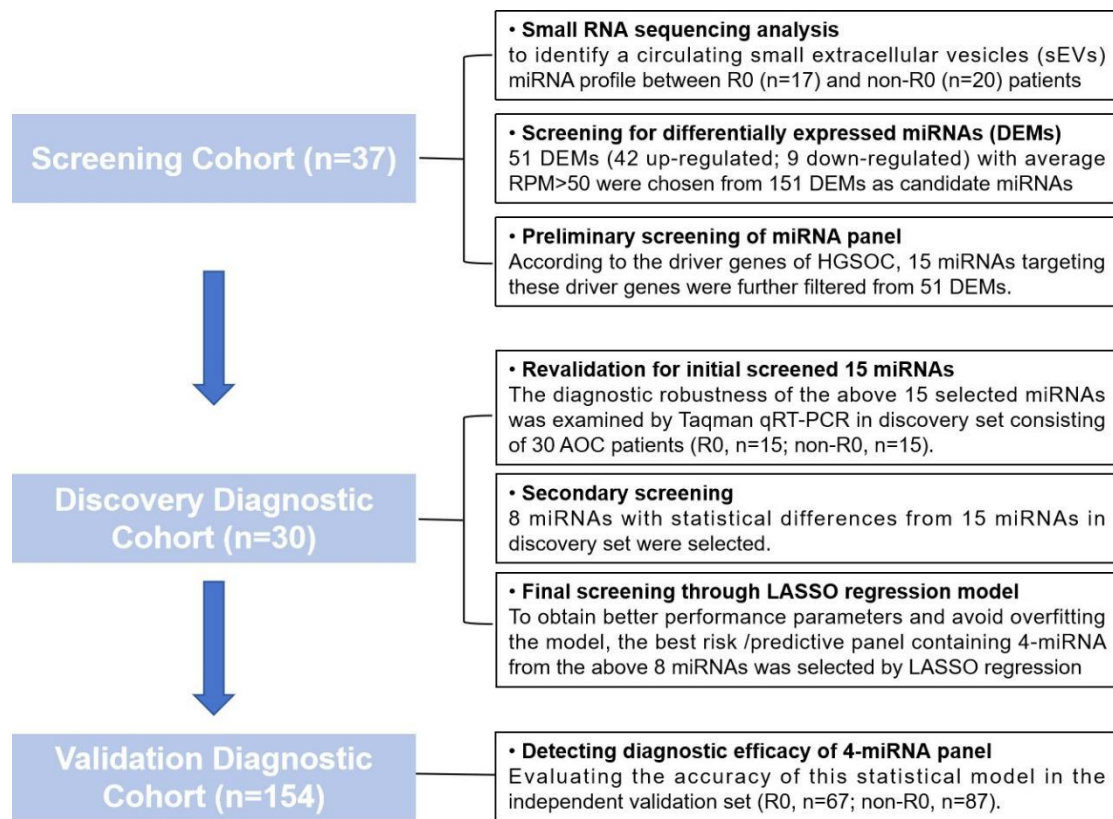 • Small RNA sequencing analysis
to identify a circulating small extracellular vesicles (sEVs)
miRNA profile between R0 (n=17) and non-R0 (n=20) patients
Screening Cohort (n=37)
• Screening for differentially expressed miRNAs (DEMs)
51 DEMs (42 up-regulated; 9 down-regulated) with average
RPM>50 were chosen from 151 DEMs as candidate miRNAs
• Preliminary screening of miRNA panel
According to the driver genes of HGSOC, 15 miRNAs targeting
these driver genes were further filtered from 51 DEMs.
• Revalidation for initial screened 15 miRNAs
The diagnostic robustness of the above 15 selected miRNAs
was examined by Taqman qRT-PCR in discovery set consisting
of 30 AOC patients (R0, n=15; non-R0, n=15).
Discovery Diagnostic
Cohort (n=30)
• Secondary screening
8 miRNAs with statistical differences from 15 miRNAs in
discovery set were selected.
• Final screening through LASSO regression model
To obtain better performance parameters and avoid overfitting
the model, the best risk /predictive panel containing 4-miRNA
from the above 8 miRNAs was selected by LASSO regression
Validation Diagnostic
Cohort (n=154)
• Detecting diagnostic efficacy of 4-miRNA panel
Evaluating the accuracy of this statistical model in the
independent validation set (R0, n=67; non-R0, n=87).